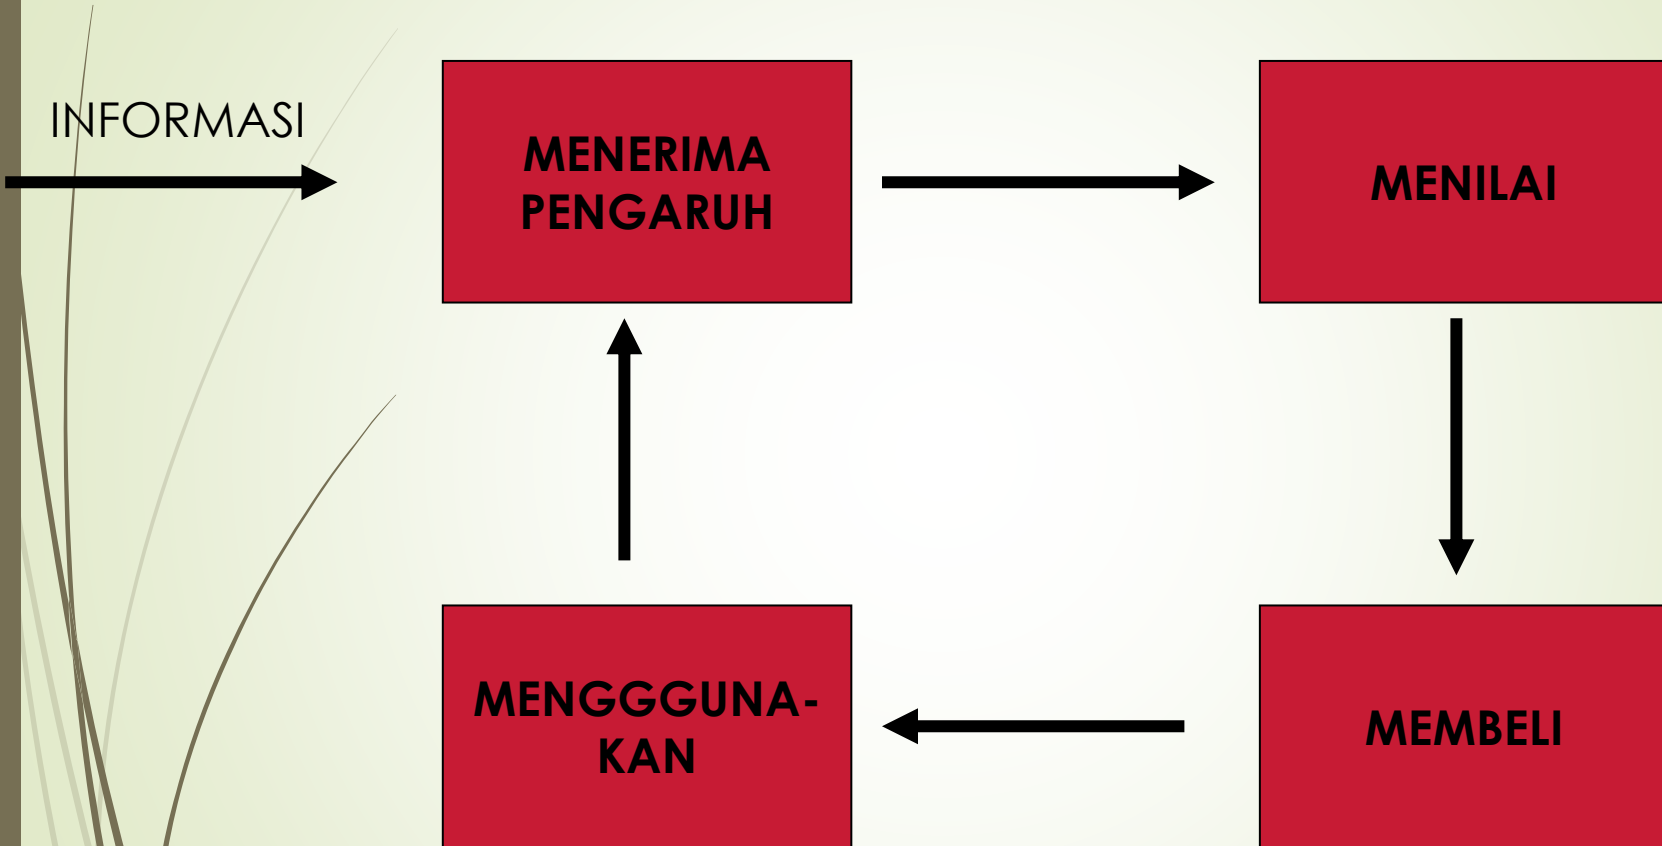 INFORMASI
MENERIMA
PENGARUH
MENILAI
MENGGGUNA-
KAN
MEMBELI